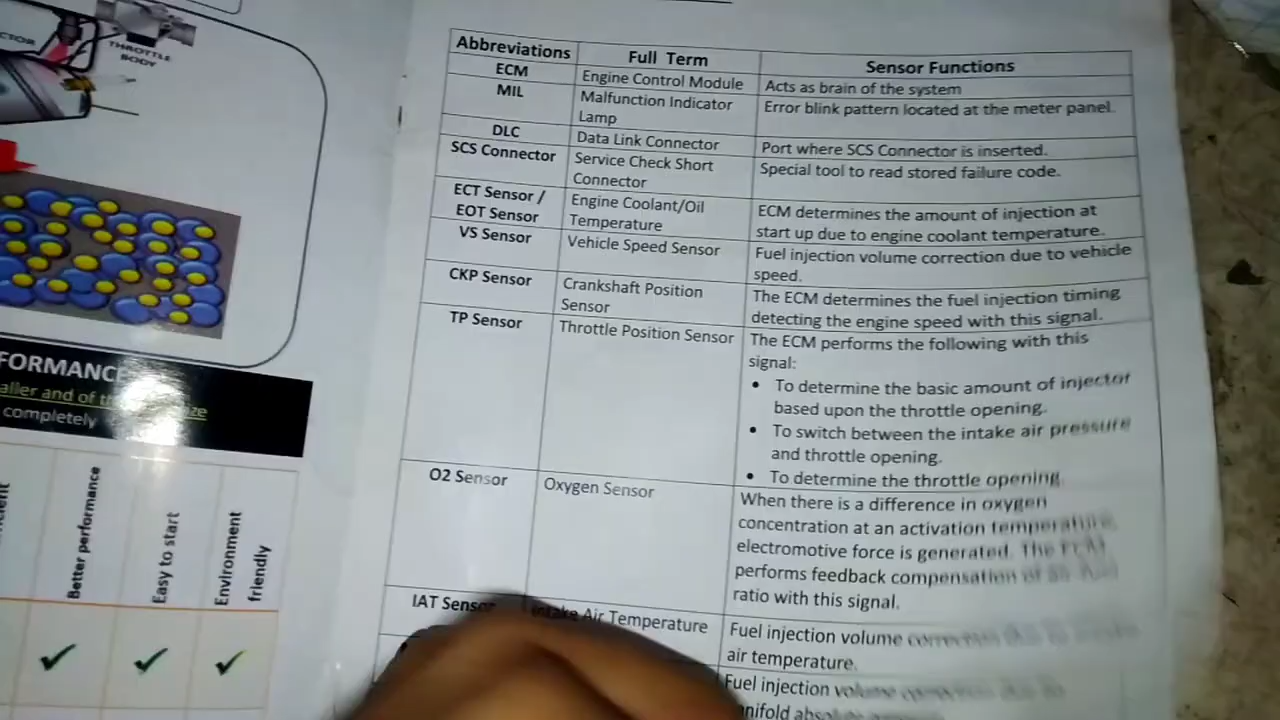 THROTTLE
BODY
FORMANC
aller and of th
completely
Better performance
Easy to start
Environment
friendly
Abbreviations Full Term Sensor Functions
ECM Engine Control Module Acts as brain of the system
MIL Malfunction Indicator Error blink pattern located at the meter panel.
Lamp
DLC Data Link Connector Port where SCS Connector is inserted.
SCS Connector Service Check Short Special tool to read stored failure code.
Connector
ECT Sensor / Engine Coolant/Oil ECM determines the amount of injection at
EOT Sensor Temperature start up due to engine coolant temperature.
VS Sensor Vehicle Speed Sensor Fuel injection volume correction due to vehicle
speed.
CKP Sensor Crankshaft Position The ECM determines the fuel injection timing
Sensor detecting the engine speed with this signal.
TP Sensor Throttle Position Sensor The ECM performs the following with this
signal:
• To determine the basic amount of injector
based upon the throttle opening.
• To switch between the intake air pressure
and throttle opening.
• To determine the throttle opening
O2 Sensor Oxygen Sensor When there is a difference in oxygen
concentration at an activation temperature,
electromotive force is generated. The ECM
performs feedback compensation of
ratio with this signal.
IAT Sensor Intake Air Temperature Fuel injection volume
air temperature.
Fuel injection volume